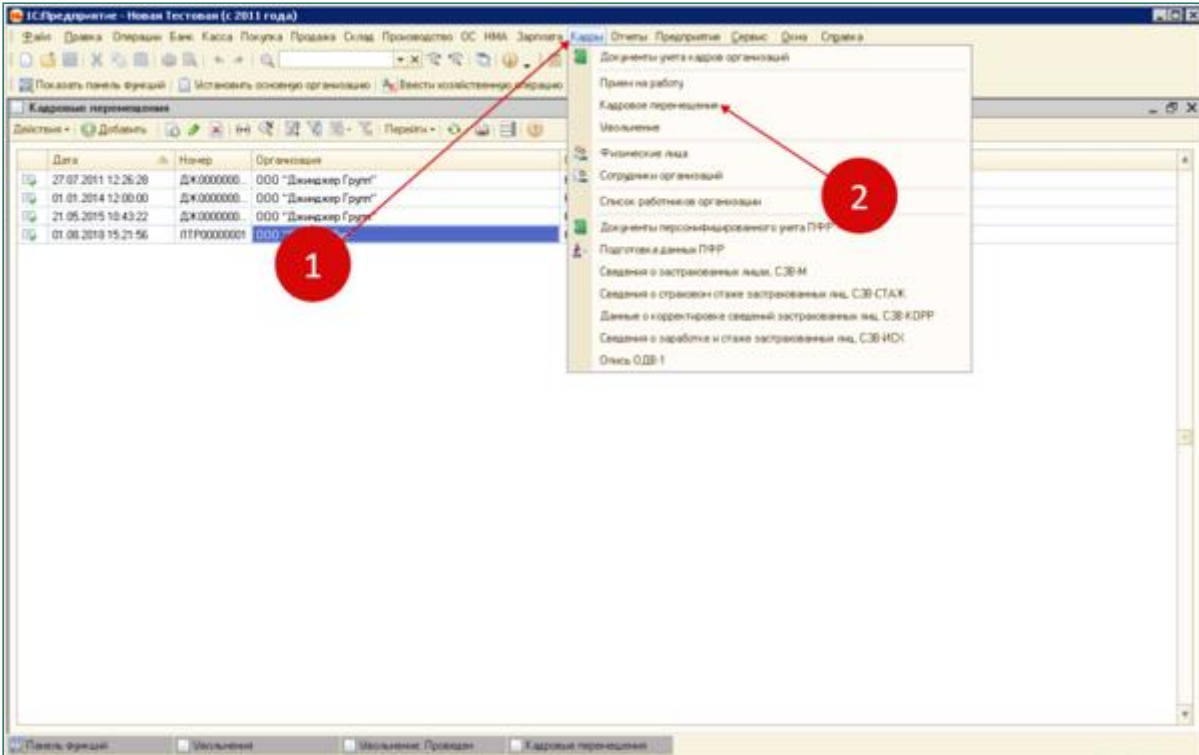 1С:Предприятие - Новая Тестовая (с 2011 года)
Файл Правка Операции Банк Касса Покупка Продажа Склад Производство ОС НМА Зарплата Кадры Отчеты Предприятие Сервис Окна Справка
Показать панель функций Установить основную организацию Ввести хозяйственную операцию
Кадровые перемещения
Действия Добавить Перейти
Дата Номер Организация
27.07.2011 12:26:28 ДЖ0000000... ООО "Джинджер Групп"
01.01.2014 12:00:00 ДЖ0000000... ООО "Джинджер Групп"
21.05.2015 10:43:22 ДЖ0000000... ООО "Джинджер Групп"
01.08.2018 15:21:56 ПТР00000001 ООО
Документы учета кадров организаций
Прием на работу
Кадровое перемещение
Увольнение
Физические лица
Сотрудники организаций
Список работников организации
Документы персонифицированного учета ПФР
Подготовка данных ПФР
Сведения о застрахованных лицах, СЗВ-М
Сведения о страховом стаже застрахованных лиц, СЗВ-СТАЖ
Данные о корректировке сведений застрахованных лиц, СЗВ-КОРР
Сведения о заработке и стаже застрахованных лиц, СЗВ-ИСХ
Опись ОДВ-1
1
2
Панель функций Увольнения Увольнение: Проведен Кадровые перемещения